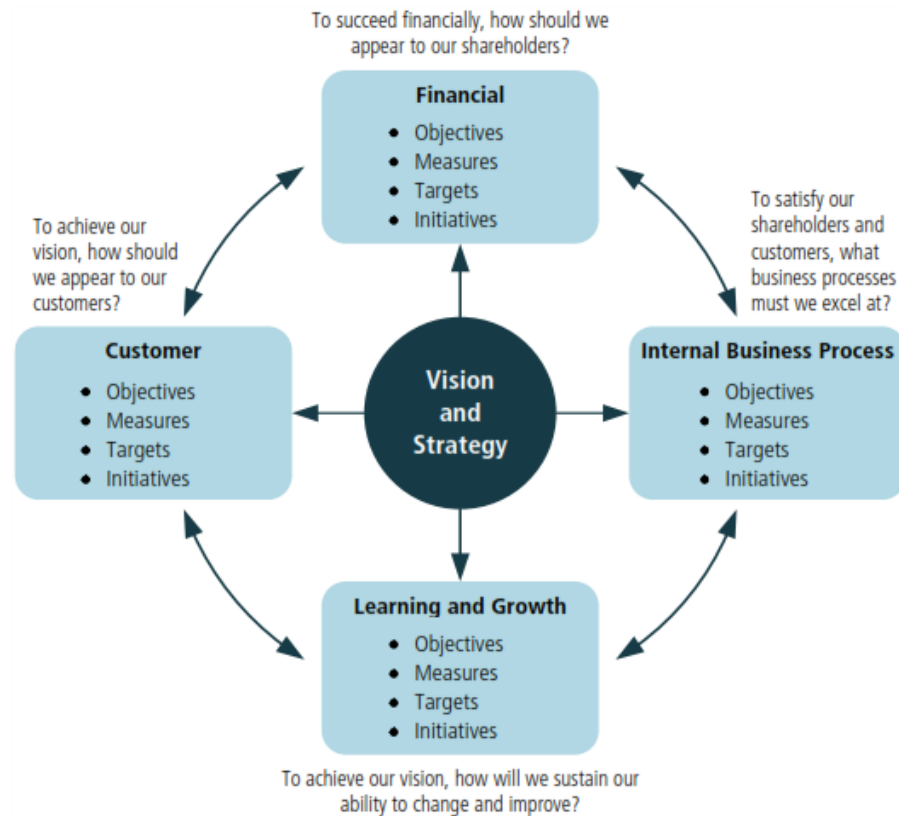 To succeed financially, how should we
appear to our shareholders?
Financial
• Objectives
• Measures
• Targets
• Initiatives
To achieve our
vision, how should
we appear to our
customers?
To satisfy our
shareholders and
customers, what
business processes
must we excel at?
Customer
• Objectives
• Measures
• Targets
• Initiatives
Vision
and
Strategy
Internal Business Process
• Objectives
• Measures
• Targets
• Initiatives
Learning and Growth
• Objectives
• Measures
• Targets
• Initiatives
To achieve our vision, how will we sustain our
ability to change and improve?